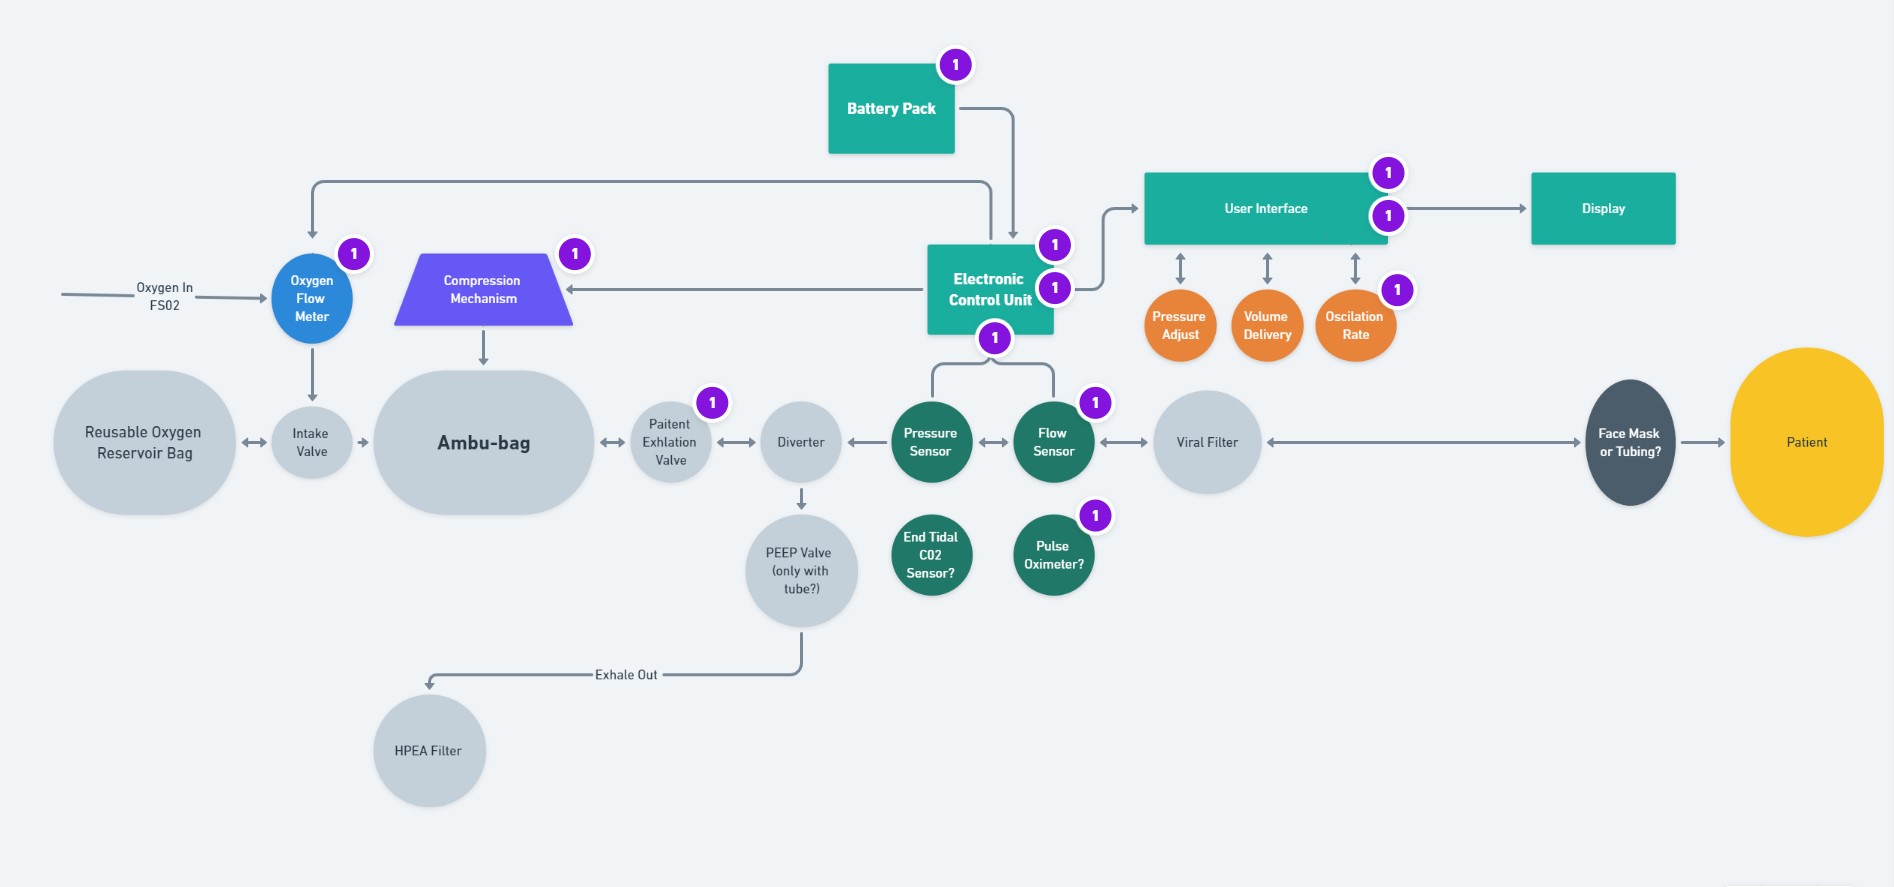 1
Battery Pack
1
1
User Interface
Display
1
1
Electronic
Control Unit
1
1
Oxygen
Flow
Meter
1
Compression
Mechanism
Oxygen In
FS02
1
Pressure
Adjust
Volume
Delivery
1
Oscilation
Rate
Reusable Oxygen
Reservoir Bag
Intake
Valve
Ambu-bag
1
Paitent
Exhlation
Valve
Diverter
Pressure
Sensor
1
Flow
Sensor
Viral Filter
Face Mask
or Tubing?
Patient
PEEP Valve
(only with
tube?)
End Tidal
C02
Sensor?
1
Pulse
Oximeter?
Exhale Out
HPEA Filter